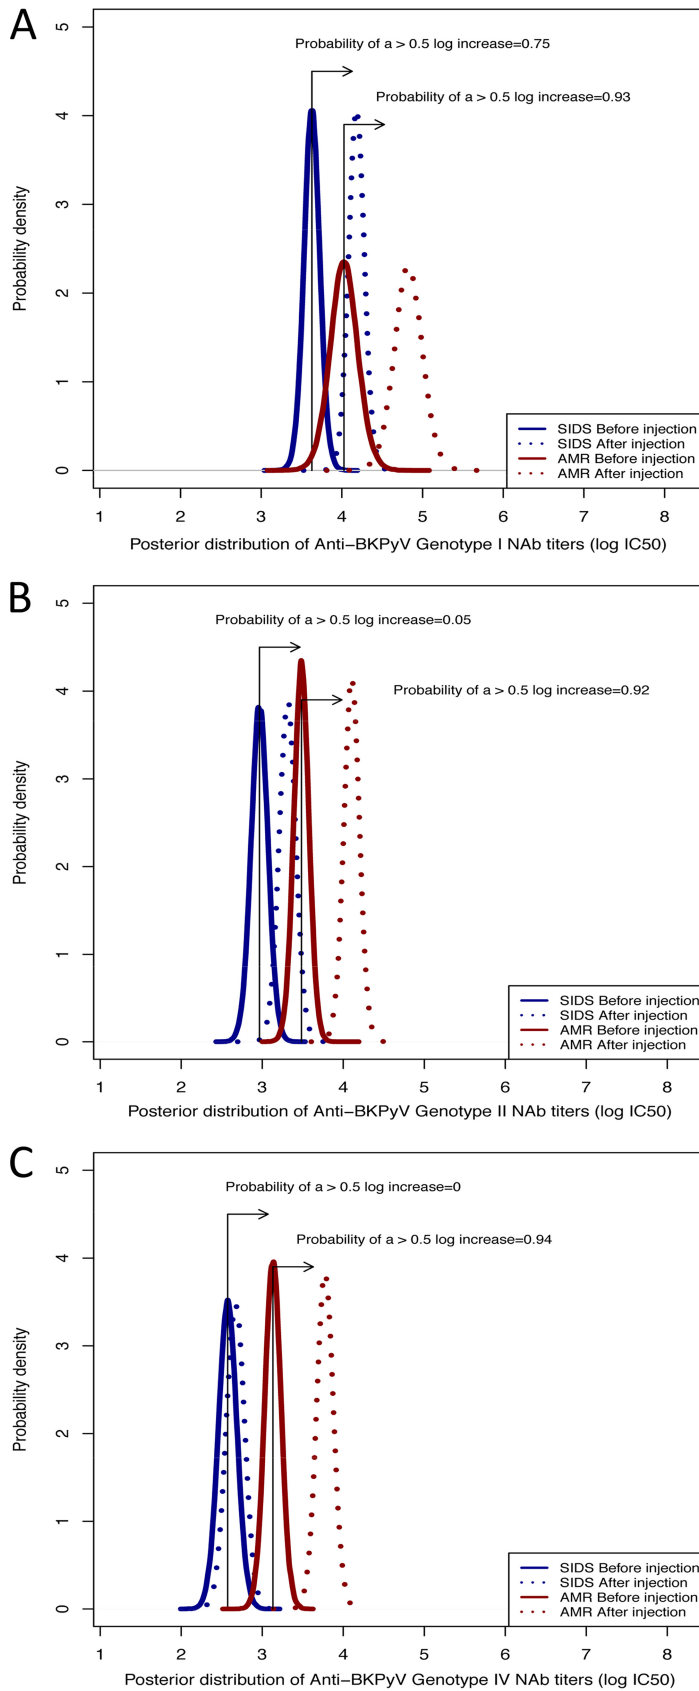 A
Probability of a > 0.5 log increase=0.75
Probability of a > 0.5 log increase=0.93
Probability density
5
4
3
2
1
0
SIDS Before injection
SIDS After injection
AMR Before injection
AMR After injection
1 2 3 4 5 6 7 8
Posterior distribution of Anti−BKPyV Genotype I NAb titers (log IC50)
B
Probability of a > 0.5 log increase=0.05
Probability of a > 0.5 log increase=0.92
Probability density
5
4
3
2
1
0
SIDS Before injection
SIDS After injection
AMR Before injection
AMR After injection
1 2 3 4 5 6 7 8
Posterior distribution of Anti−BKPyV Genotype II NAb titers (log IC50)
C
Probability of a > 0.5 log increase=0
Probability of a > 0.5 log increase=0.94
Probability density
5
4
3
2
1
0
SIDS Before injection
SIDS After injection
AMR Before injection
AMR After injection
1 2 3 4 5 6 7 8
Posterior distribution of Anti−BKPyV Genotype IV NAb titers (log IC50)